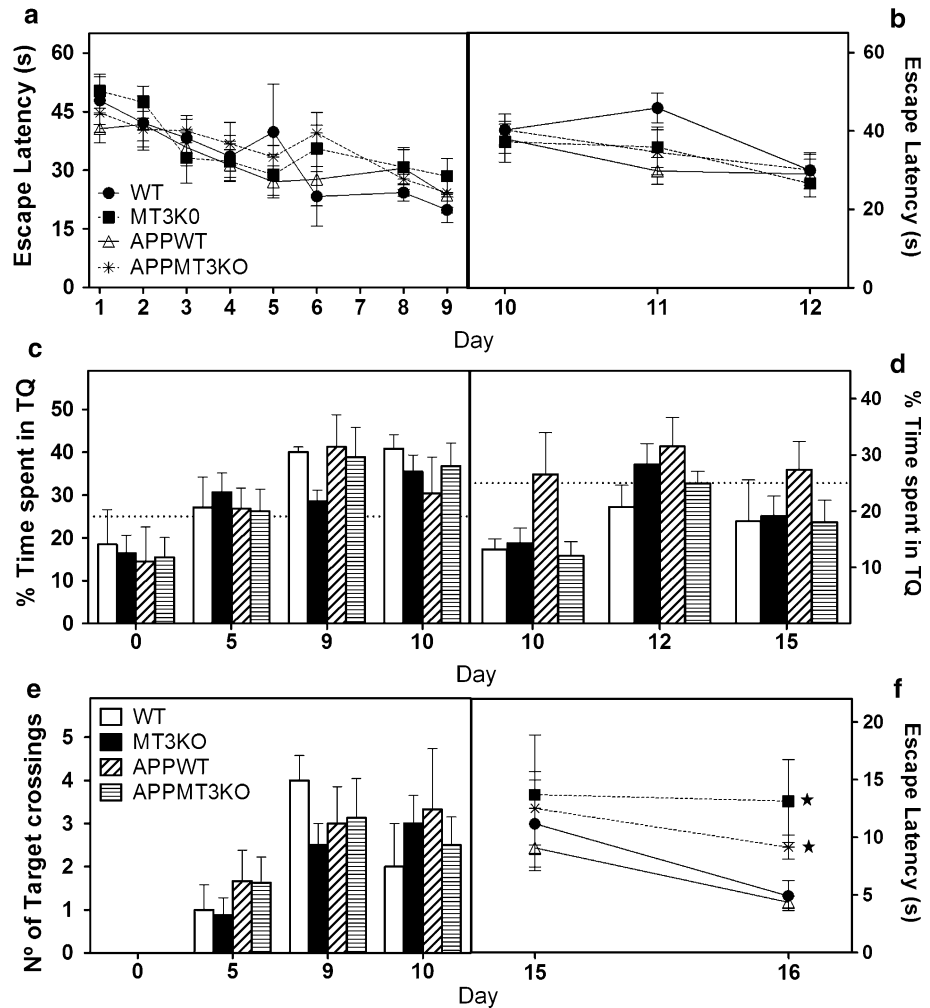 a
b
Escape Latency (s)
60
45
30
15
0
WT
MT3K0
APPWT
APPMT3KO
1 2 3 4 5 6 7 8 9
10 11 12
60
40
20
0
Escape Latency (s)
Day
c
d
% Time spent in TQ
50
40
30
20
10
0
0 5 9 10
10 12 15
40
30
20
10
% Time spent in TQ
Day
e
f
Nº of Target crossings
5
4
3
2
1
0
WT
MT3KO
APPWT
APPMT3KO
0 5 9 10
15 16
20
15
10
5
0
Escape Latency (s)
Day